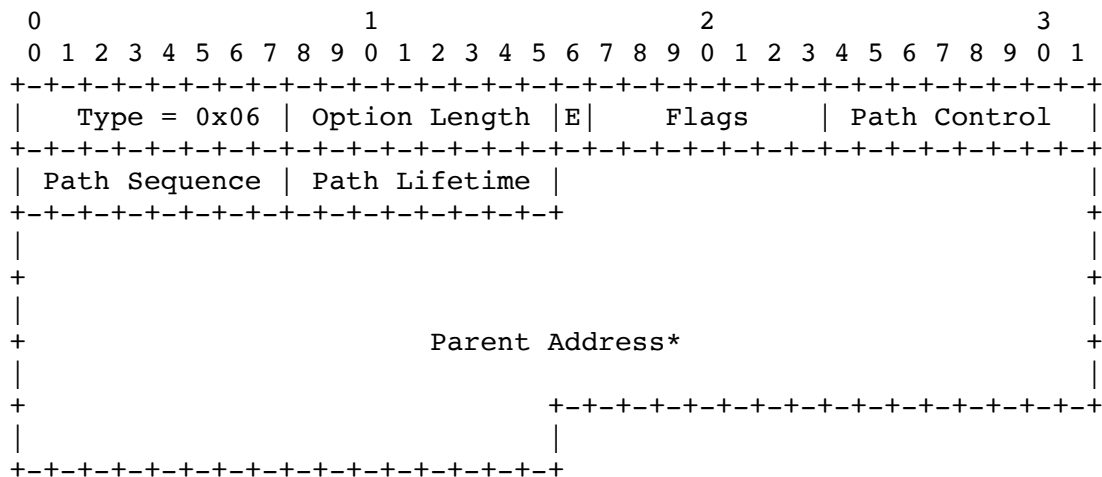 0                   1                   2                   3
 0 1 2 3 4 5 6 7 8 9 0 1 2 3 4 5 6 7 8 9 0 1 2 3 4 5 6 7 8 9 0 1
+-+-+-+-+-+-+-+-+-+-+-+-+-+-+-+-+-+-+-+-+-+-+-+-+-+-+-+-+-+-+-+-+
|   Type = 0x06 | Option Length |E|    Flags    | Path Control  |
+-+-+-+-+-+-+-+-+-+-+-+-+-+-+-+-+-+-+-+-+-+-+-+-+-+-+-+-+-+-+-+-+
| Path Sequence | Path Lifetime |                               |
+-+-+-+-+-+-+-+-+-+-+-+-+-+-+-+-+                               +
|                                                               |
+                                                               +
|                                                               |
+                        Parent Address*                        +
|                                                               |
+                               +-+-+-+-+-+-+-+-+-+-+-+-+-+-+-+-+
|                               |
+-+-+-+-+-+-+-+-+-+-+-+-+-+-+-+-+